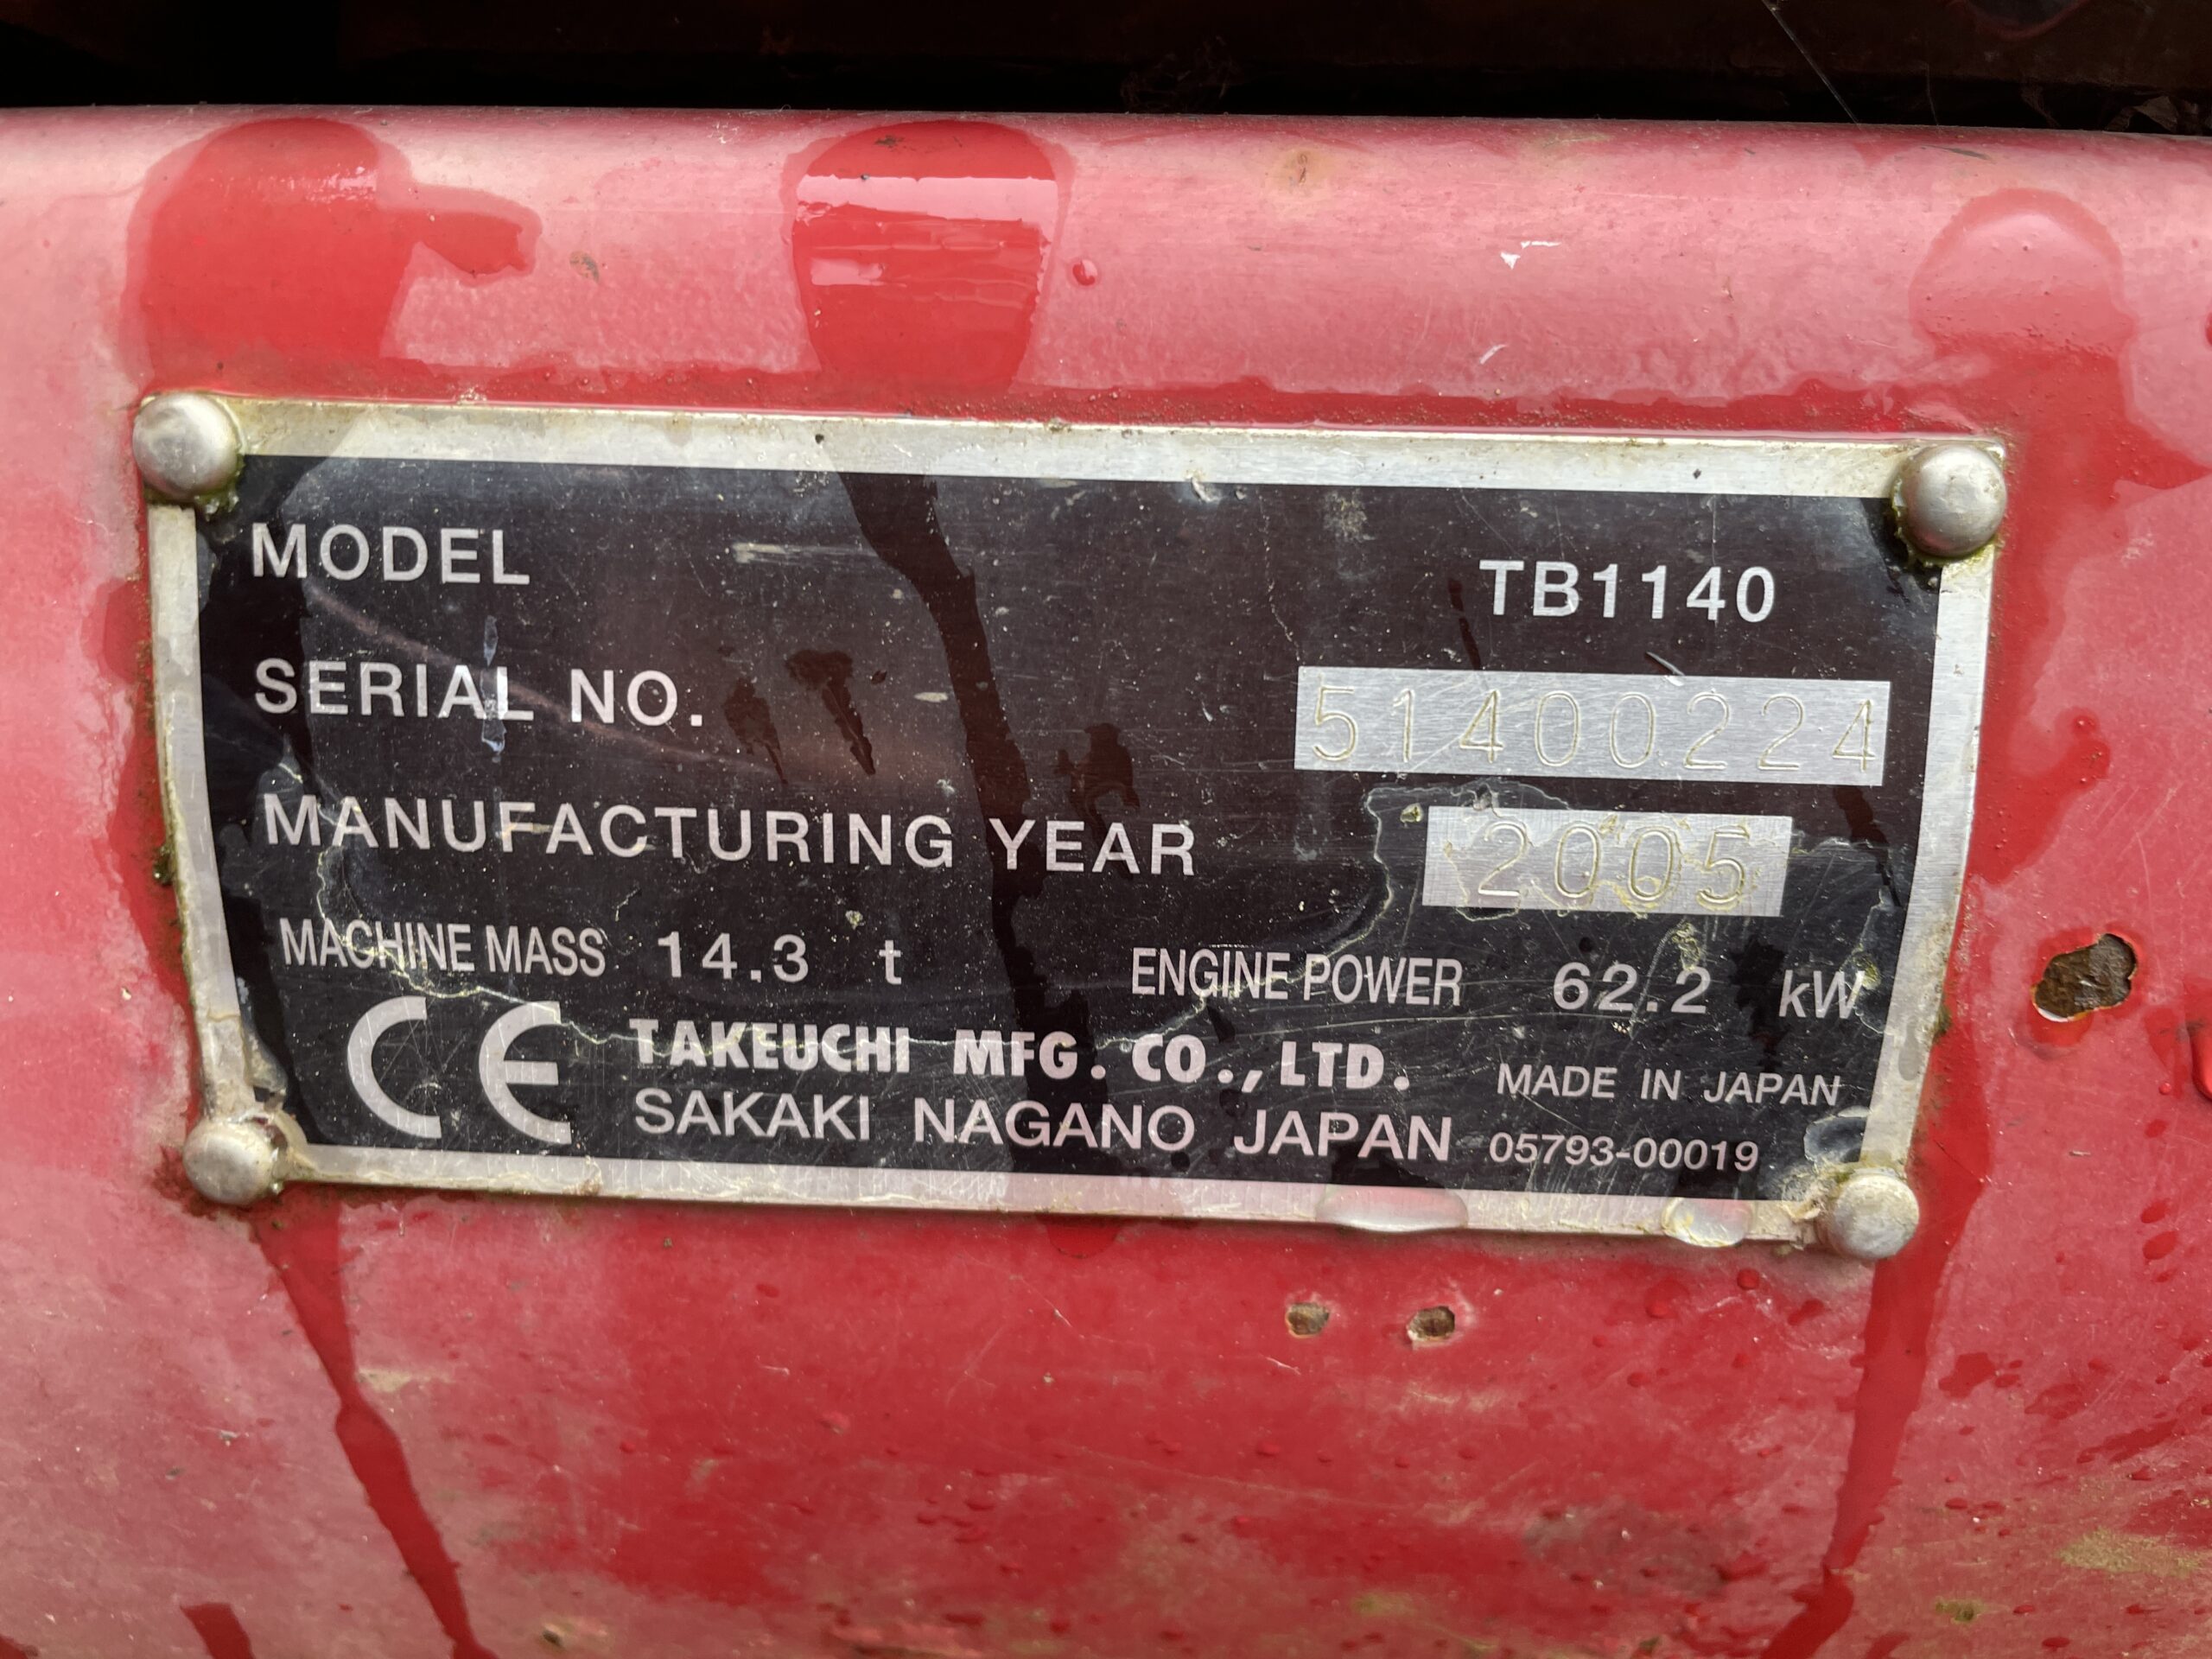 MODEL TB1140
SERIAL NO. 51400224
MANUFACTURING YEAR 2005
MACHINE MASS 14.3 t ENGINE POWER 62.2 kW
CE TAKEUCHI MFG. CO., LTD. MADE IN JAPAN
SAKAKI NAGANO JAPAN 05793-00019